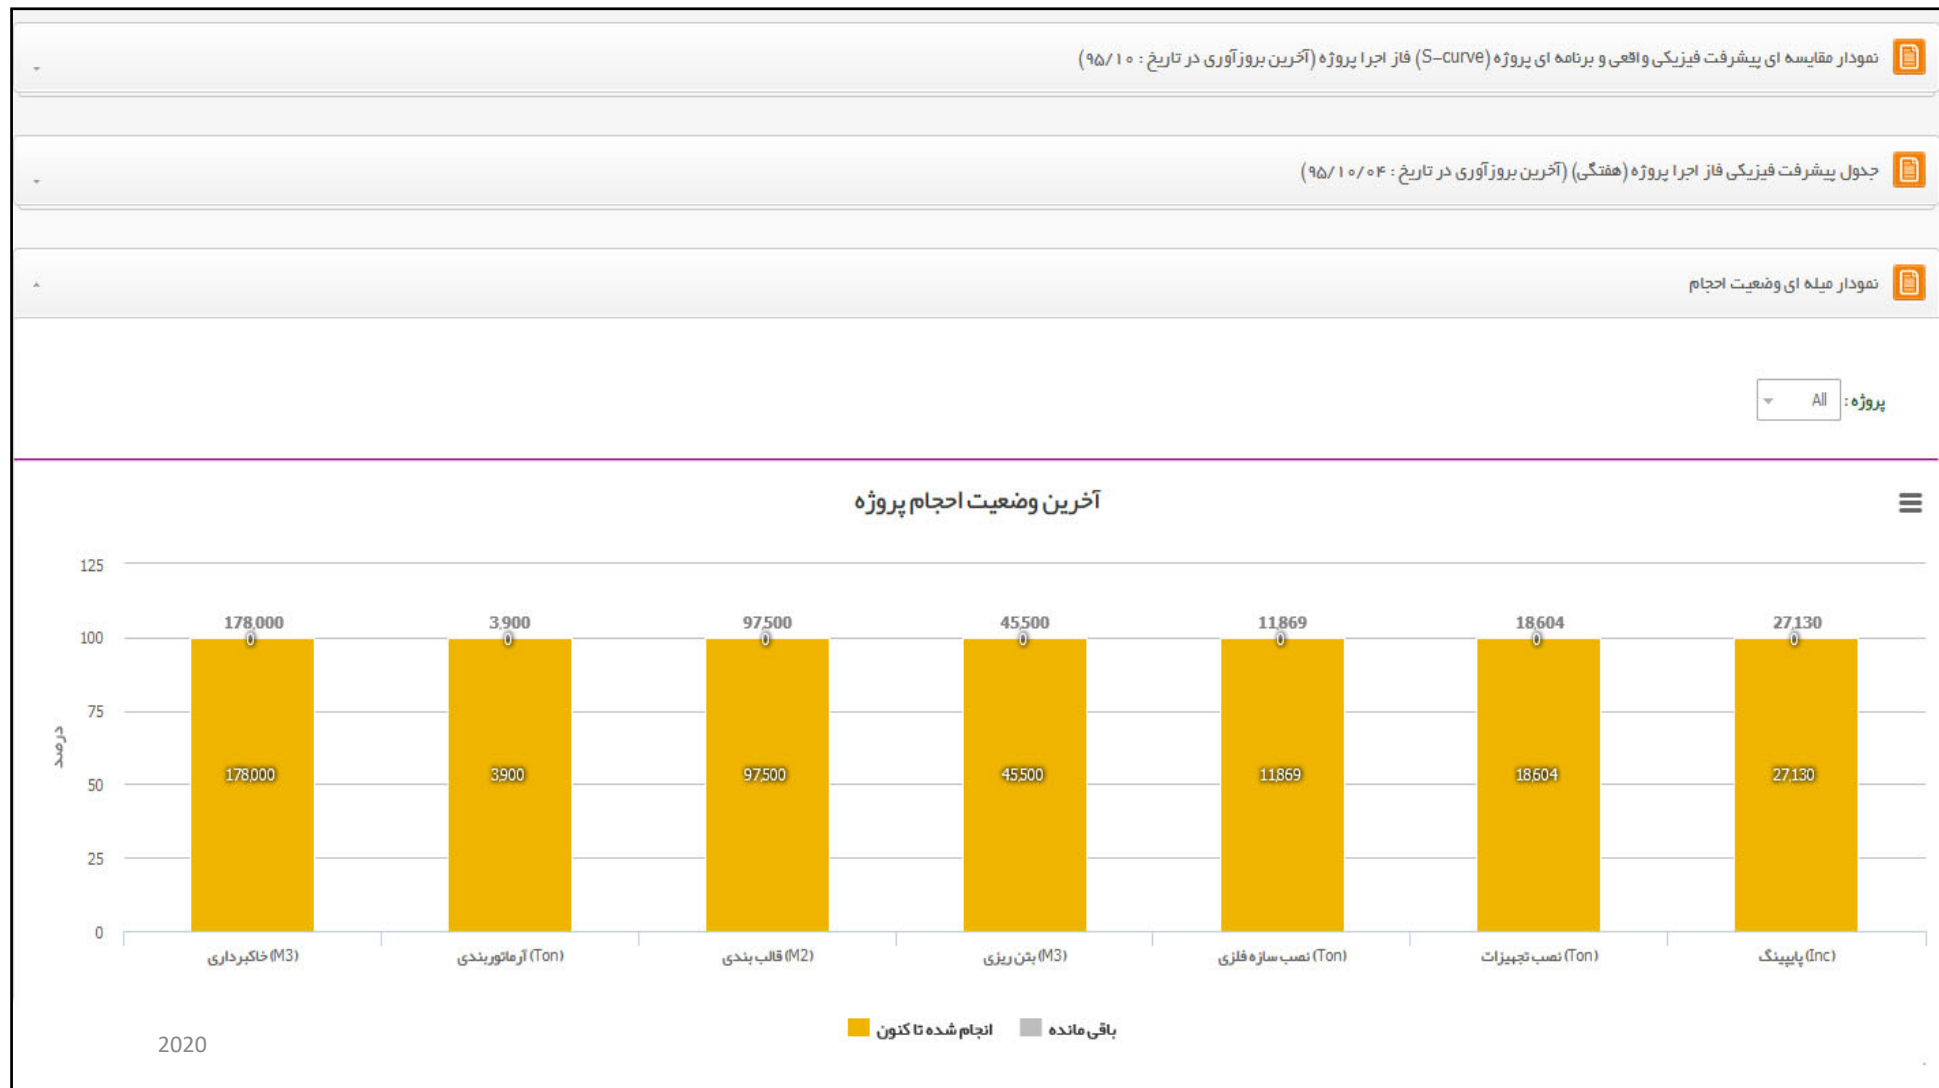 نمودار مقایسه ای پیشرفت فیزیکی واقعی و برنامه ای پروژه (S-curve) فاز اجرا پروژه (آخرین بروزآوری در تاریخ : ۹۵/۱۰)
جدول پیشرفت فیزیکی فاز اجرا پروژه (هفتگی) (آخرین بروزآوری در تاریخ : ۹۵/۱۰/۰۴)
نمودار میله ای وضعیت احجام
پروژه : All
آخرین وضعیت احجام پروژه
درصد
125
100
75
50
25
0
178,000 3,900 97,500 45,500 11,869 18,604 27,130
0 0 0 0 0 0 0
178,000 3,900 97,500 45,500 11,869 18,604 27,130
خاکبرداری (M3)
آرماتوربندی (Ton)
قالب بندی (M2)
بتن ریزی (M3)
نصب سازه فلزی (Ton)
نصب تجهیزات (Ton)
پایپینگ (Inc)
باقی مانده انجام شده تا کنون
2020